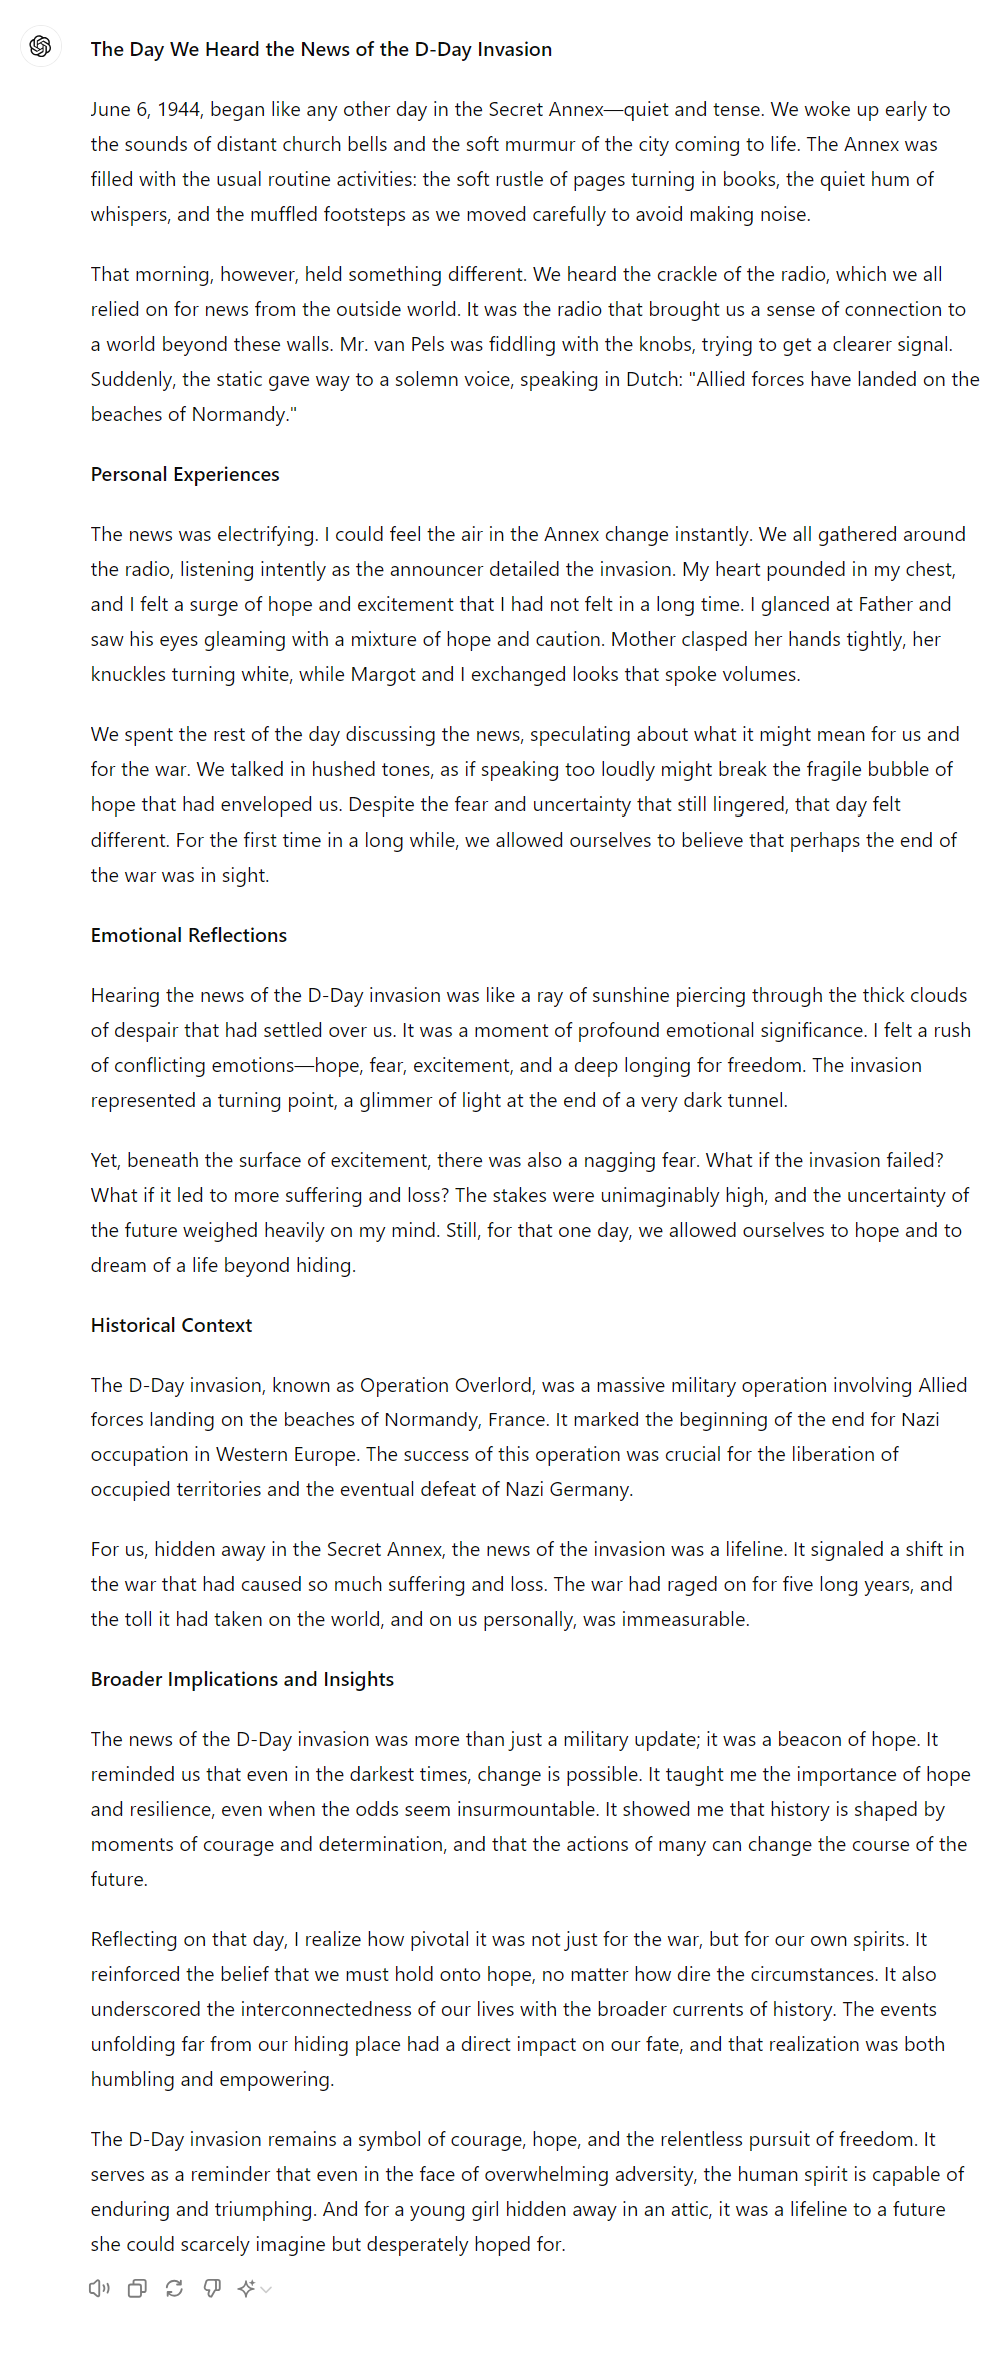 The Day We Heard the News of the D-Day Invasion
June 6, 1944, began like any other day in the Secret Annex—quiet and tense. We woke up early to
the sounds of distant church bells and the soft murmur of the city coming to life. The Annex was
filled with the usual routine activities: the soft rustle of pages turning in books, the quiet hum of
whispers, and the muffled footsteps as we moved carefully to avoid making noise.
That morning, however, held something different. We heard the crackle of the radio, which we all
relied on for news from the outside world. It was the radio that brought us a sense of connection to
a world beyond these walls. Mr. van Pels was fiddling with the knobs, trying to get a clearer signal.
Suddenly, the static gave way to a solemn voice, speaking in Dutch: "Allied forces have landed on the
beaches of Normandy."
Personal Experiences
The news was electrifying. I could feel the air in the Annex change instantly. We all gathered around
the radio, listening intently as the announcer detailed the invasion. My heart pounded in my chest,
and I felt a surge of hope and excitement that I had not felt in a long time. I glanced at Father and
saw his eyes gleaming with a mixture of hope and caution. Mother clasped her hands tightly, her
knuckles turning white, while Margot and I exchanged looks that spoke volumes.
We spent the rest of the day discussing the news, speculating about what it might mean for us and
for the war. We talked in hushed tones, as if speaking too loudly might break the fragile bubble of
hope that had enveloped us. Despite the fear and uncertainty that still lingered, that day felt
different. For the first time in a long while, we allowed ourselves to believe that perhaps the end of
the war was in sight.
Emotional Reflections
Hearing the news of the D-Day invasion was like a ray of sunshine piercing through the thick clouds
of despair that had settled over us. It was a moment of profound emotional significance. I felt a rush
of conflicting emotions—hope, fear, excitement, and a deep longing for freedom. The invasion
represented a turning point, a glimmer of light at the end of a very dark tunnel.
Yet, beneath the surface of excitement, there was also a nagging fear. What if the invasion failed?
What if it led to more suffering and loss? The stakes were unimaginably high, and the uncertainty of
the future weighed heavily on my mind. Still, for that one day, we allowed ourselves to hope and to
dream of a life beyond hiding.
Historical Context
The D-Day invasion, known as Operation Overlord, was a massive military operation involving Allied
forces landing on the beaches of Normandy, France. It marked the beginning of the end for Nazi
occupation in Western Europe. The success of this operation was crucial for the liberation of
occupied territories and the eventual defeat of Nazi Germany.
For us, hidden away in the Secret Annex, the news of the invasion was a lifeline. It signaled a shift in
the war that had caused so much suffering and loss. The war had raged on for five long years, and
the toll it had taken on the world, and on us personally, was immeasurable.
Broader Implications and Insights
The news of the D-Day invasion was more than just a military update; it was a beacon of hope. It
reminded us that even in the darkest times, change is possible. It taught me the importance of hope
and resilience, even when the odds seem insurmountable. It showed me that history is shaped by
moments of courage and determination, and that the actions of many can change the course of the
future.
Reflecting on that day, I realize how pivotal it was not just for the war, but for our own spirits. It
reinforced the belief that we must hold onto hope, no matter how dire the circumstances. It also
underscored the interconnectedness of our lives with the broader currents of history. The events
unfolding far from our hiding place had a direct impact on our fate, and that realization was both
humbling and empowering.
The D-Day invasion remains a symbol of courage, hope, and the relentless pursuit of freedom. It
serves as a reminder that even in the face of overwhelming adversity, the human spirit is capable of
enduring and triumphing. And for a young girl hidden away in an attic, it was a lifeline to a future
she could scarcely imagine but desperately hoped for.